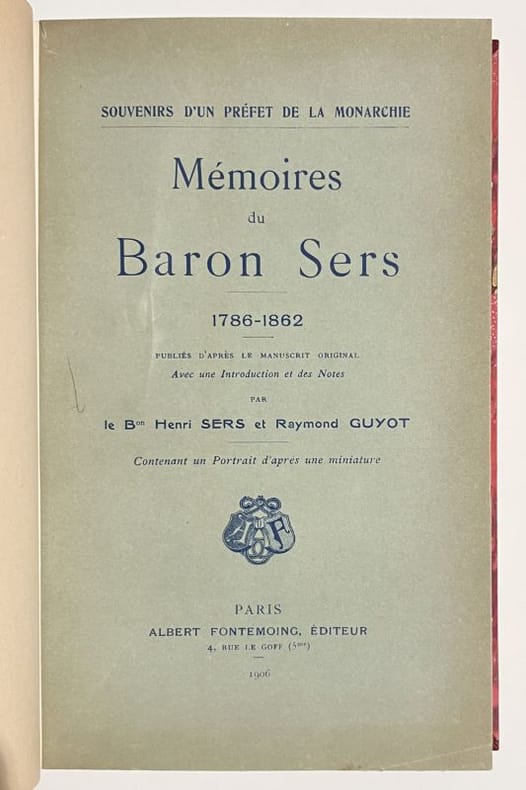 SOUVENIRS D'UN PRÉFET DE LA MONARCHIE
Mémoires
du
Baron Sers
1786-1862
PUBLIÉS D'APRÈS LE MANUSCRIT ORIGINAL
Avec une Introduction et des Notes
PAR
le Bon Henri SERS et Raymond GUYOT
Contenant un Portrait d'après une miniature
A F
PARIS
ALBERT FONTEMOING, ÉDITEUR
4, RUE LE GOFF (5me)
1906